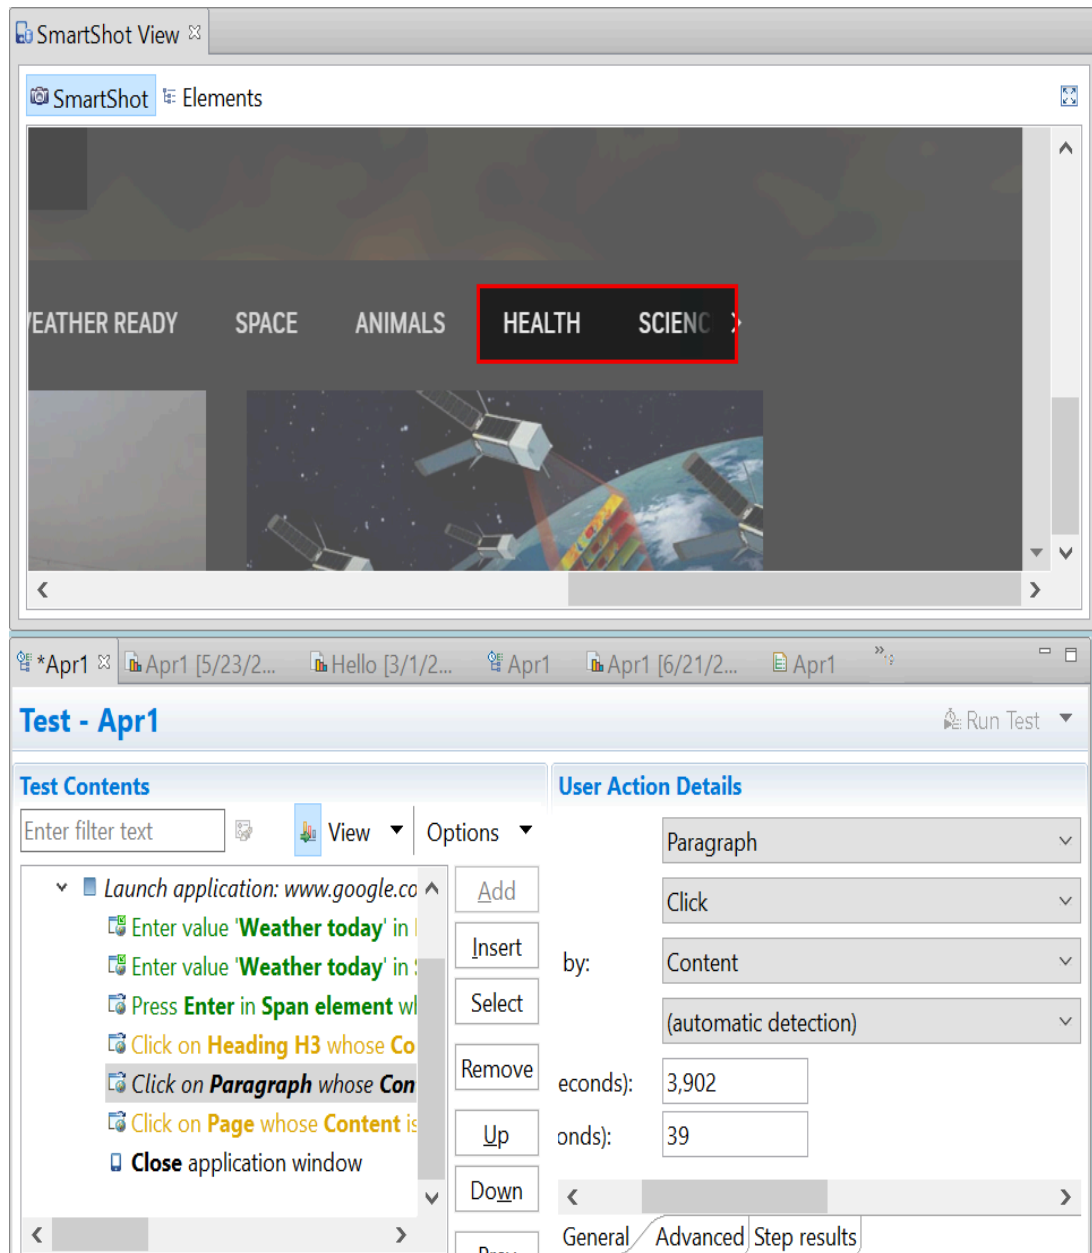 SmartShot View
SmartShot Elements
EATHER READY SPACE ANIMALS HEALTH SCIENC
*Apr1 Apr1 [5/23/2... Hello [3/1/2... Apr1 Apr1 [6/21/2... Apr1
Test - Apr1
Run Test
Test Contents
Enter filter text
View
Options
Launch application: www.google.co
Enter value 'Weather today' in
Enter value 'Weather today' in
Press Enter in Span element wh
Click on Heading H3 whose Co
Click on Paragraph whose Con
Click on Page whose Content is
Close application window
Add
Insert
Select
Remove
Up
Down
User Action Details
Paragraph
Click
by: Content
(automatic detection)
econds): 3,902
onds): 39
General Advanced Step results